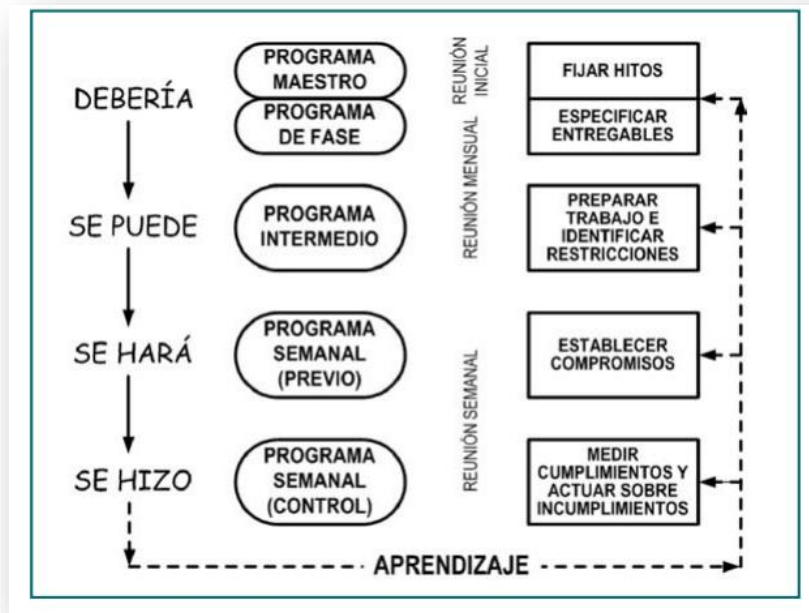 DEBERÍA
PROGRAMA
MAESTRO
PROGRAMA
DE FASE
REUNIÓN
INICIAL
FIJAR HITOS
ESPECIFICAR
ENTREGABLES
REUNIÓN MENSUAL
SE PUEDE
PROGRAMA
INTERMEDIO
PREPARAR
TRABAJO E
IDENTIFICAR
RESTRICCIONES
SE HARÁ
PROGRAMA
SEMANAL
(PREVIO)
REUNIÓN SEMANAL
ESTABLECER
COMPROMISOS
SE HIZO
PROGRAMA
SEMANAL
(CONTROL)
MEDIR
CUMPLIMIENTOS Y
ACTUAR SOBRE
INCUMPLIMIENTOS
APRENDIZAJE